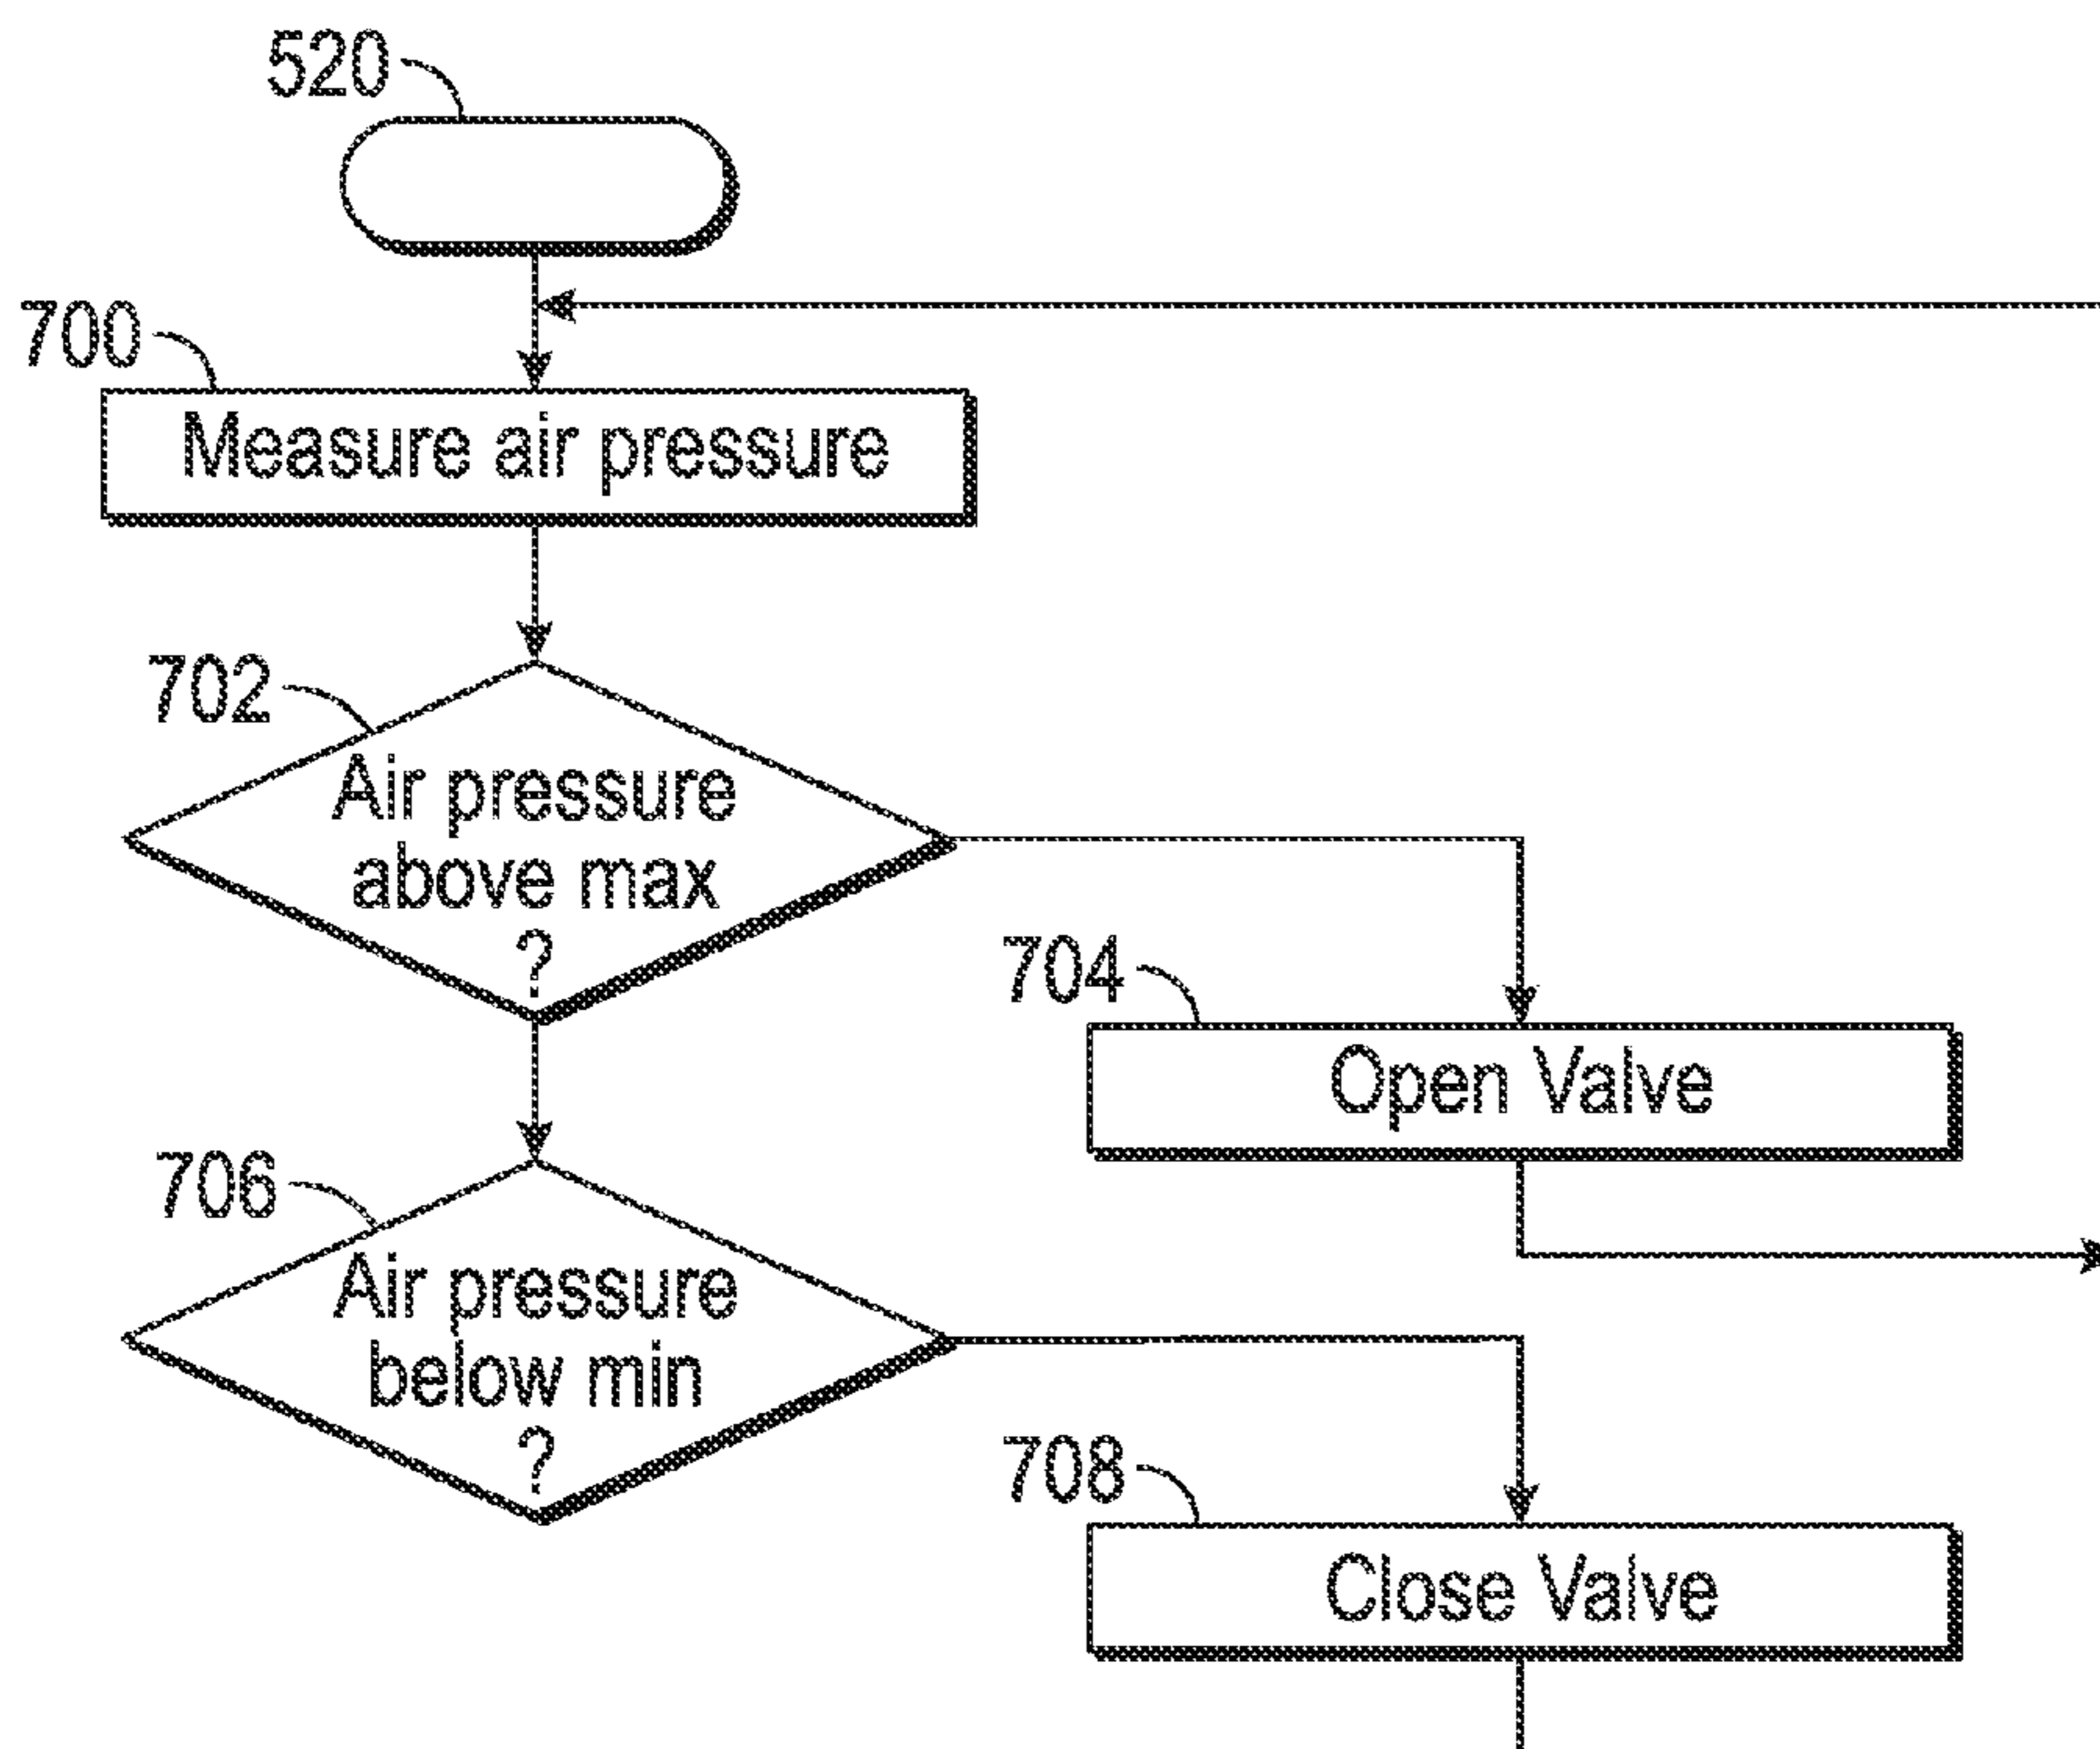 520
700
Measure air pressure
702
Air pressure
above max
?
704
Open Valve
706
Air pressure
below min
?
708
Close Valve